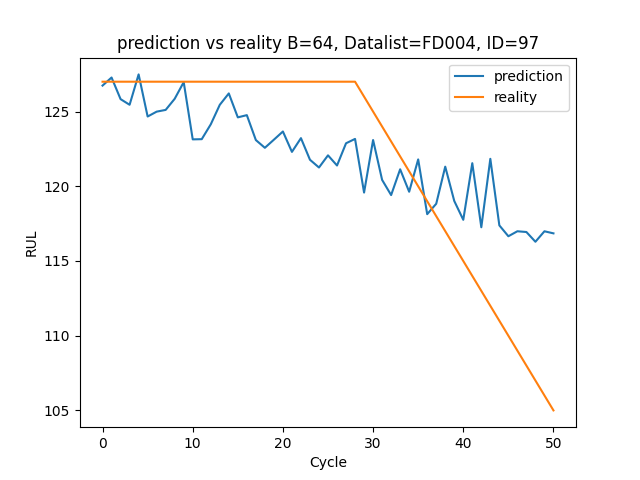 prediction vs reality B=64, Datalist=FD004, ID=97
prediction
reality
125
120
115
110
105
RUL
0 10 20 30 40 50
Cycle